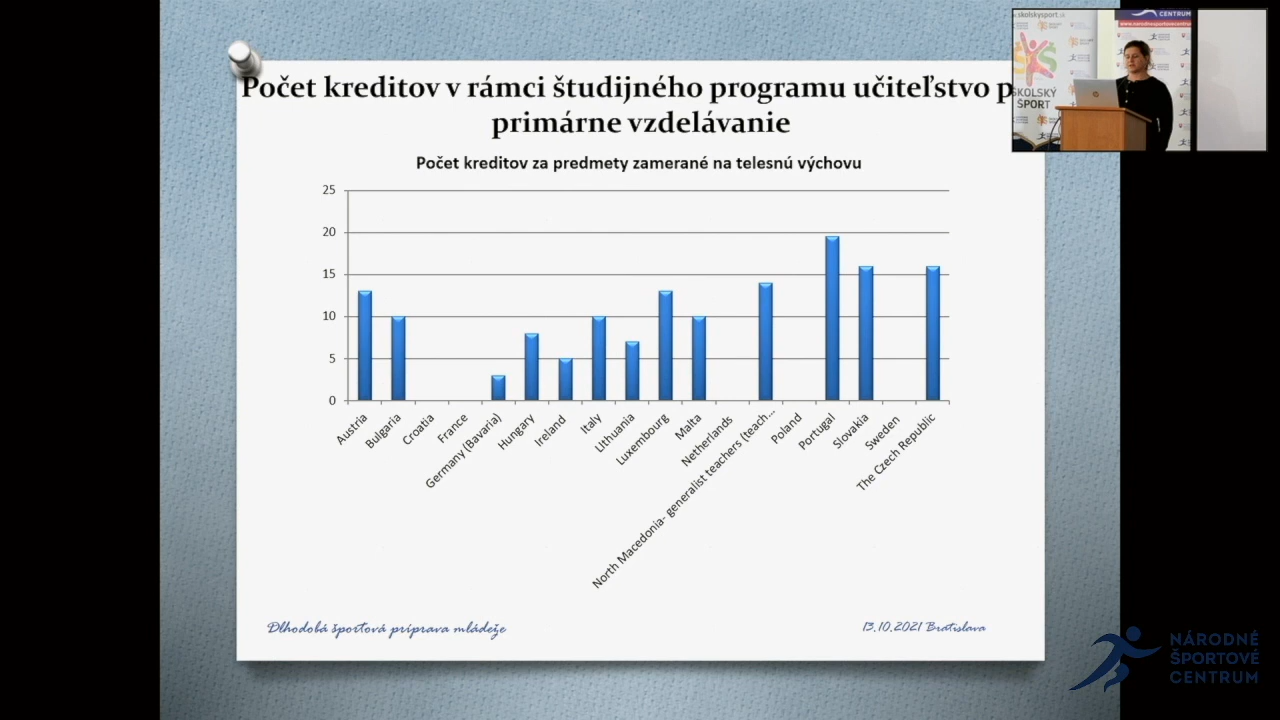 Počet kreditov v rámci študijného programu učiteľstvo p
primárne vzdelávanie
Počet kreditov za predmety zamerané na telesnú výchovu
25
20
15
10
5
0
Austria
Bulgaria
Croatia
France
Germany (Bavaria)
Hungary
Ireland
Italy
Lithuania
Luxembourg
Malta
Netherlands
North Macedonia- generalist teachers (teach...
Poland
Portugal
Slovakia
Sweden
The Czech Republic
Dlhodobá športová príprava mládeže
13.10.2021 Bratislava
.skolskysport.sk
ŠKOLSKÝ
ŠPORT
CENTRUM
NÁRODNÉ
ŠPORTOVÉ
CENTRUM